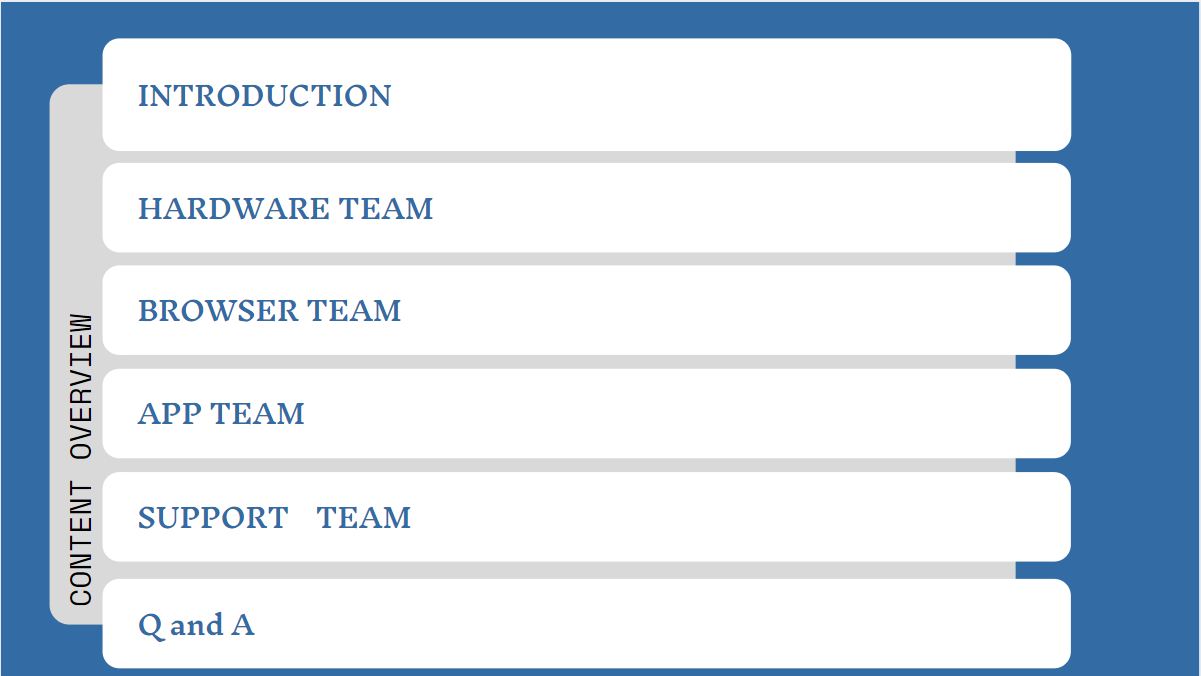 CONTENT OVERVIEW
INTRODUCTION
HARDWARE TEAM
BROWSER TEAM
APP TEAM
SUPPORT TEAM
Q and A